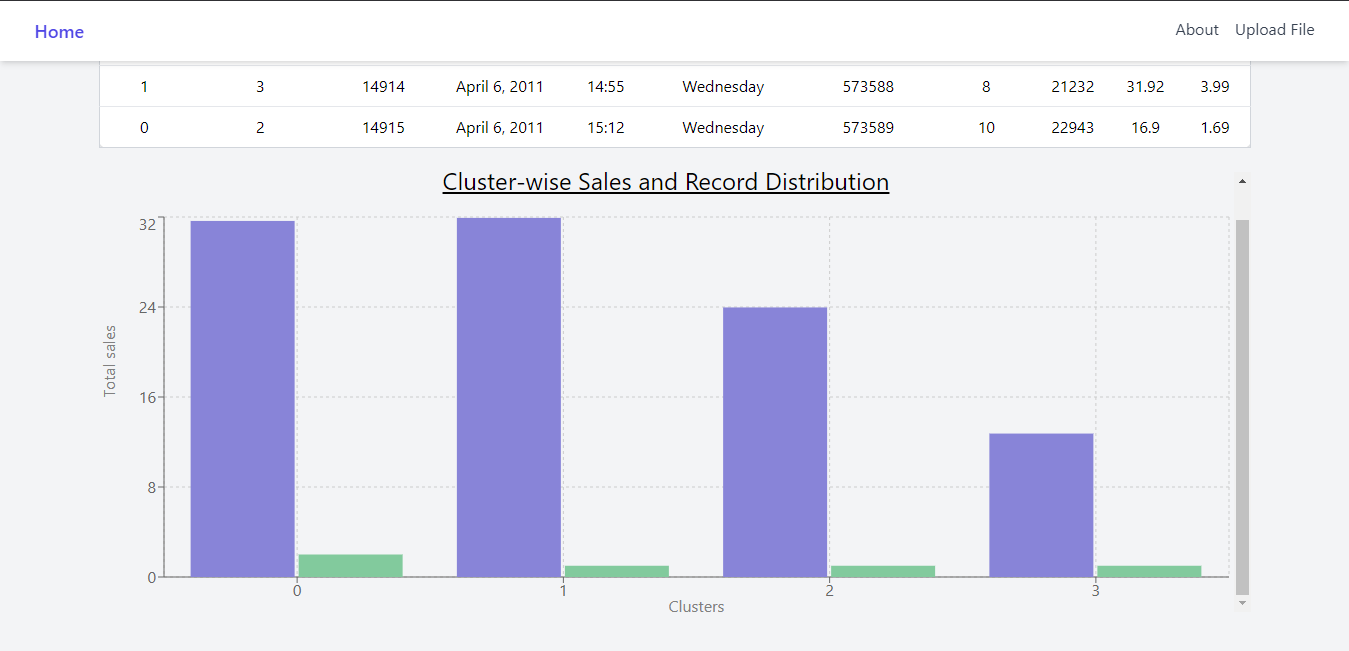 Home About Upload File
1 3 14914 April 6, 2011 14:55 Wednesday 573588 8 21232 31.92 3.99
0 2 14915 April 6, 2011 15:12 Wednesday 573589 10 22943 16.9 1.69
Cluster-wise Sales and Record Distribution
32
24
16
8
0
Total sales
0 1 2 3
Clusters